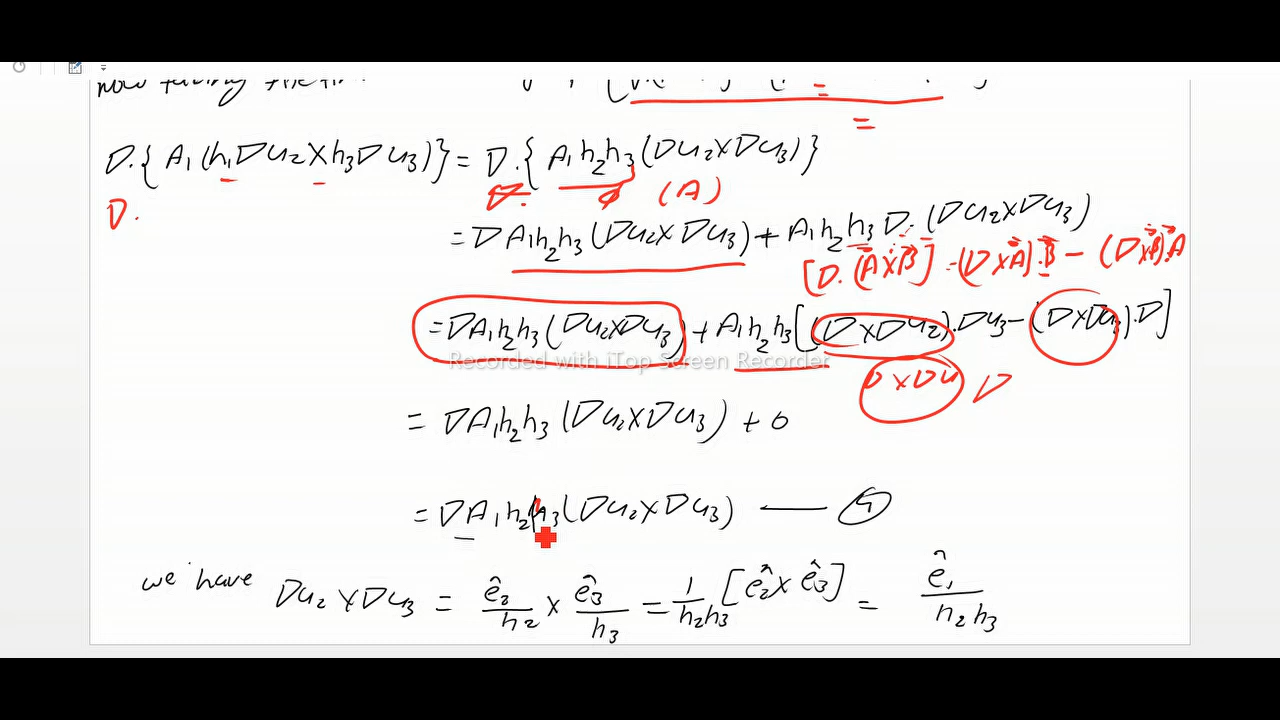 ∇.{ A₁(h₁∇u₂ × h₃∇u₃)} = ∇.{ A₁h₂h₃(∇u₂×∇u₃)}
∇. ∇. φ (A)
= ∇A₁h₂h₃(∇u₂×∇u₃) + A₁h₂h₃∇.(∇u₂×∇u₃)
[∇.(A⃗×B⃗)] = (∇×A⃗).B⃗ − (∇×B⃗).A
= ∇A₁h₂h₃(∇u₂×∇u₃) + A₁h₂h₃[(∇×∇u₂).∇u₃ − (∇×∇u₃).∇]
Recorded with iTop Screen Recorder
∇×∇u
= ∇A₁h₂h₃(∇u₂×∇u₃) + 0
= ∇A₁h₂h₃(∇u₂×∇u₃) —
we have ∇u₂×∇u₃ = ê₂/h₂ × ê₃/h₃ = 1/h₂h₃ [ê₂×ê₃] = ê₁/h₂h₃